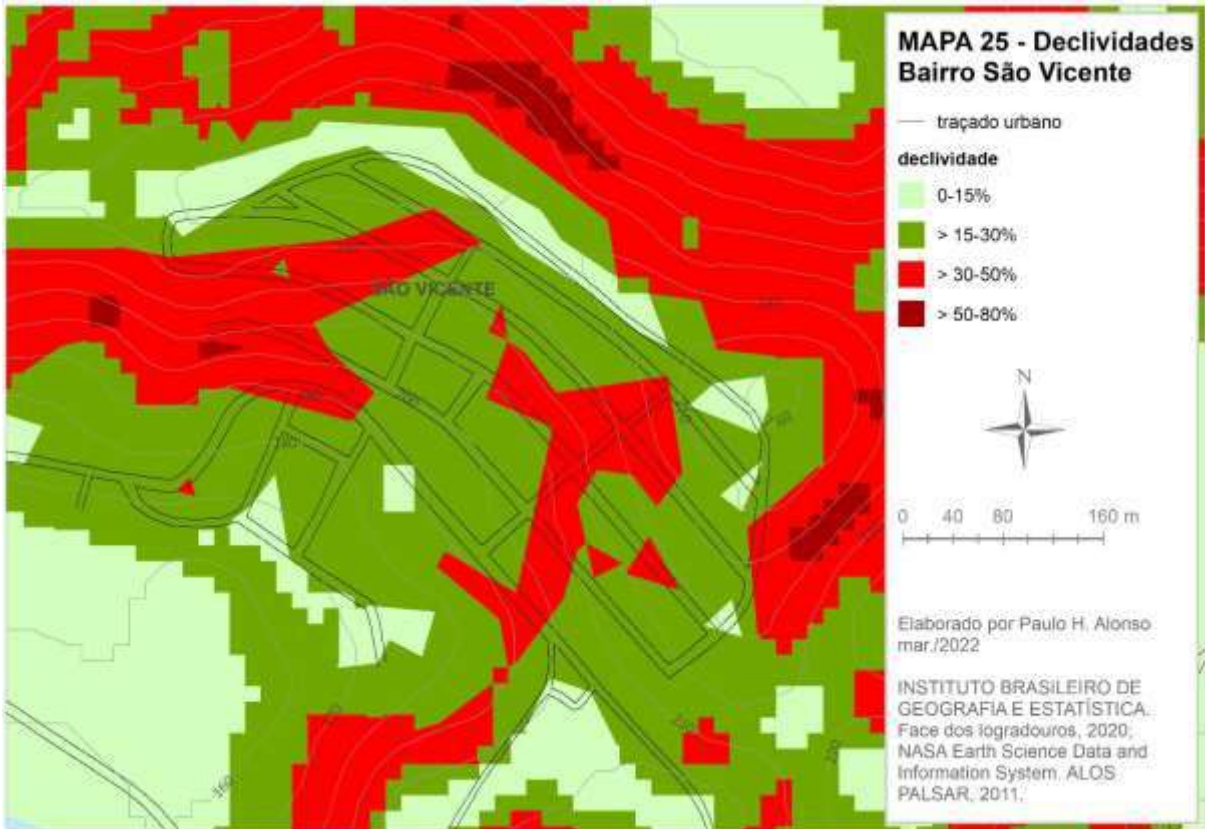 MAPA 25 - Declividades
Bairro São Vicente
traçado urbano
declividade
0-15%
> 15-30%
> 30-50%
> 50-80%
N
0 40 80 160 m
Elaborado por Paulo H. Alonso
mar./2022
INSTITUTO BRASILEIRO DE
GEOGRAFIA E ESTATÍSTICA.
Face dos logradouros, 2020;
NASA Earth Science Data and
Information System. ALOS
PALSAR, 2011.
SÃO VICENTE
160